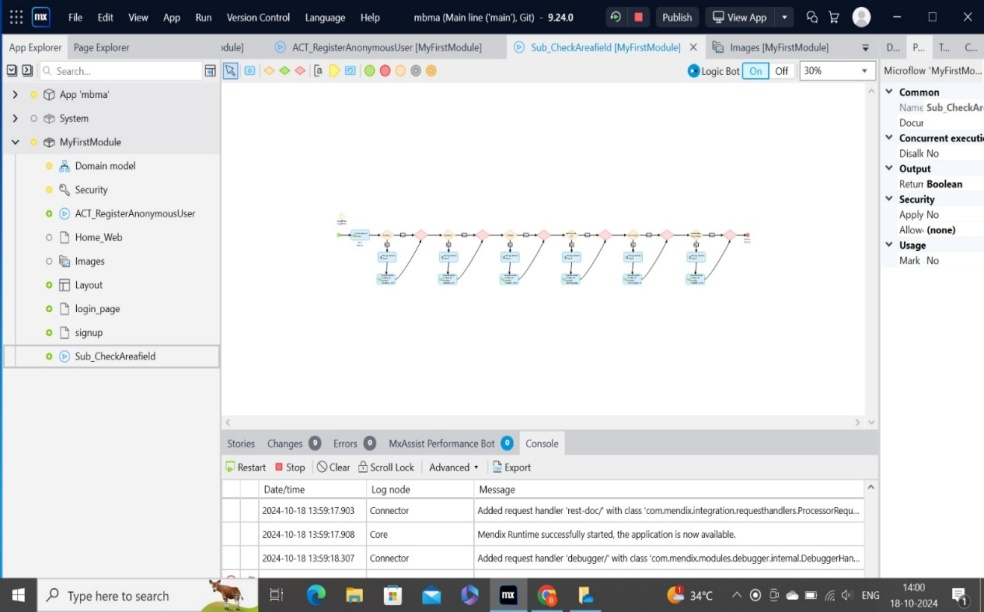 mx File Edit View App Run Version Control Language Help mbma (Main line ('main'), Git) - 9.24.0 Publish View App
App Explorer Page Explorer dule] ACT_RegisterAnonymousUser [MyFirstModule] Sub_CheckAreafield [MyFirstModule] X Images [MyFirstModule] D... P... T... C...
Search... Logic Bot On Off 30% Microflow 'MyFirstMo...
App 'mbma'
System
MyFirstModule
Domain model
Security
ACT_RegisterAnonymousUser
Home_Web
Images
Layout
login_page
signup
Sub_CheckAreafield
Common
Name Sub_CheckAr
Docur
Concurrent executi
Disalk No
Output
Return Boolean
Security
Apply No
Allow (none)
Usage
Mark No
Stories Changes 9 Errors 0 MxAssist Performance Bot 0 Console
Restart Stop Clear Scroll Lock Advanced Export
Date/time Log node Message
2024-10-18 13:59:17.903 Connector Added request handler 'rest-doc/' with class 'com.mendix.integration.requesthandlers.ProcessorRequ...
2024-10-18 13:59:17.908 Core Mendix Runtime successfully started, the application is now available.
2024-10-18 13:59:18.307 Connector Added request handler 'debugger/' with class 'com.mendix.modules.debugger.internal.DebuggerHan...
Type here to search mx 34°C ENG 14:00
18-10-2024 1